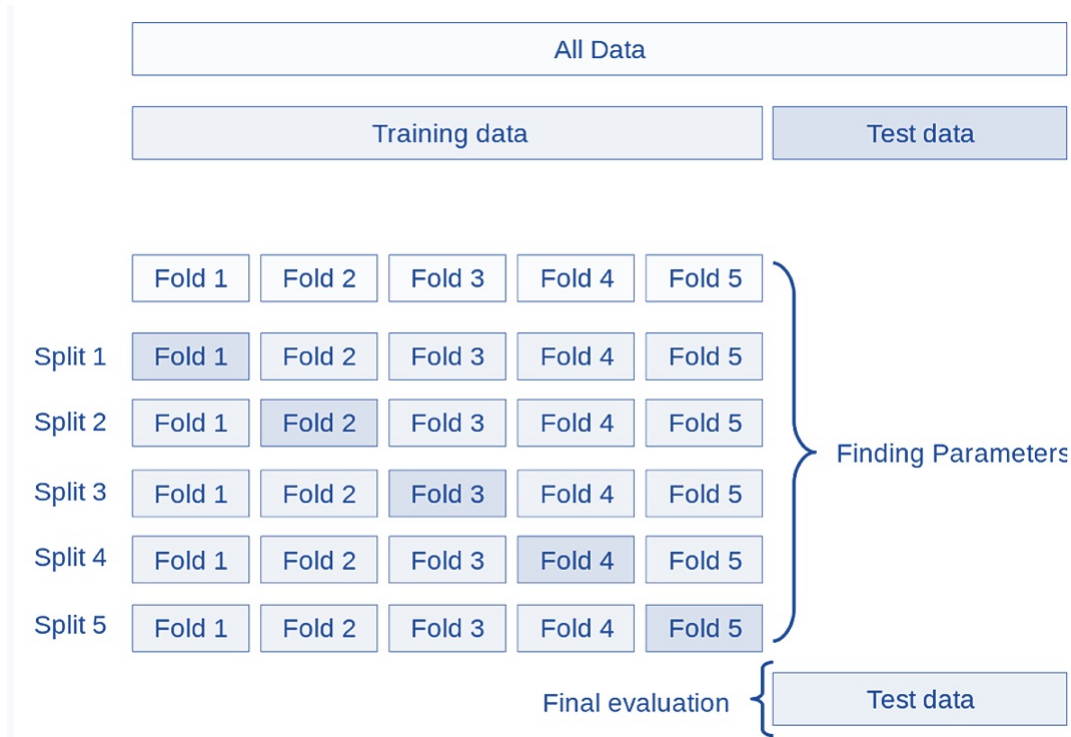 All Data
Training data Test data
Fold 1 Fold 2 Fold 3 Fold 4 Fold 5
Split 1 Fold 1 Fold 2 Fold 3 Fold 4 Fold 5
Split 2 Fold 1 Fold 2 Fold 3 Fold 4 Fold 5
Finding Parameters
Split 3 Fold 1 Fold 2 Fold 3 Fold 4 Fold 5
Split 4 Fold 1 Fold 2 Fold 3 Fold 4 Fold 5
Split 5 Fold 1 Fold 2 Fold 3 Fold 4 Fold 5
Final evaluation Test data